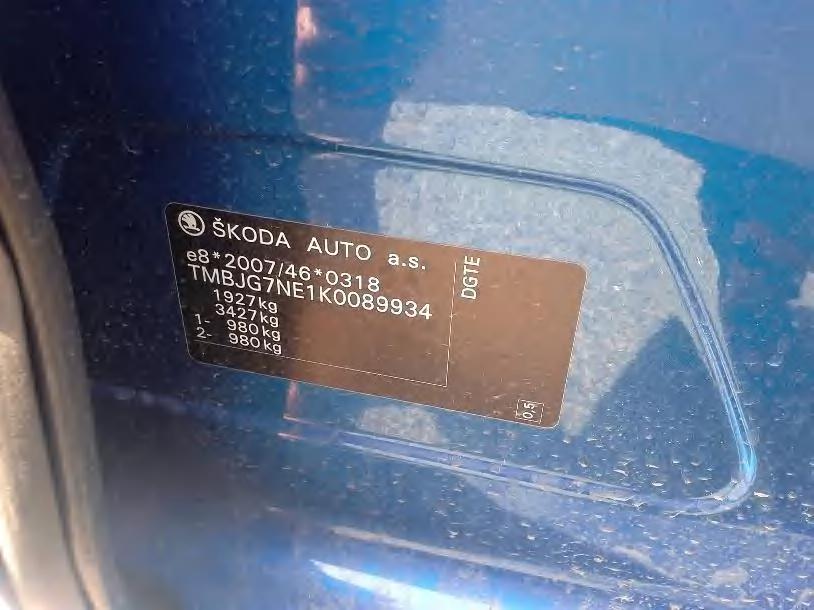 ŠKODA AUTO a.s.
e8*2007/46*0318
TMBJG7NE1K0089934
1927kg
3427kg
1- 980kg
2- 980kg
DGTE
0,5